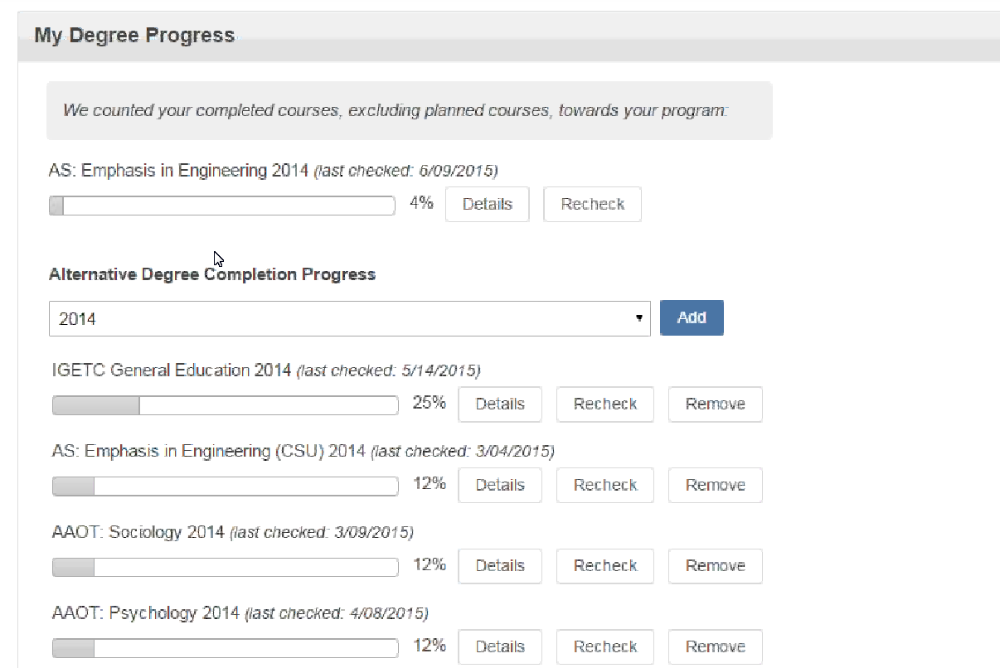 My Degree Progress
We counted your completed courses, excluding planned courses, towards your program:
AS: Emphasis in Engineering 2014 (last checked: 6/09/2015)
4% Details Recheck
Alternative Degree Completion Progress
2014 Add
IGETC General Education 2014 (last checked: 5/14/2015)
25% Details Recheck Remove
AS: Emphasis in Engineering (CSU) 2014 (last checked: 3/04/2015)
12% Details Recheck Remove
AAOT: Sociology 2014 (last checked: 3/09/2015)
12% Details Recheck Remove
AAOT: Psychology 2014 (last checked: 4/08/2015)
12% Details Recheck Remove